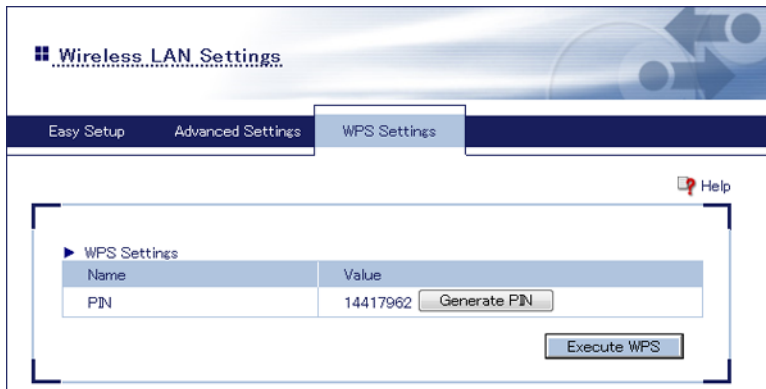 Wireless LAN Settings
Easy Setup Advanced Settings WPS Settings
Help
WPS Settings
Name Value
PIN 14417962 Generate PIN
Execute WPS